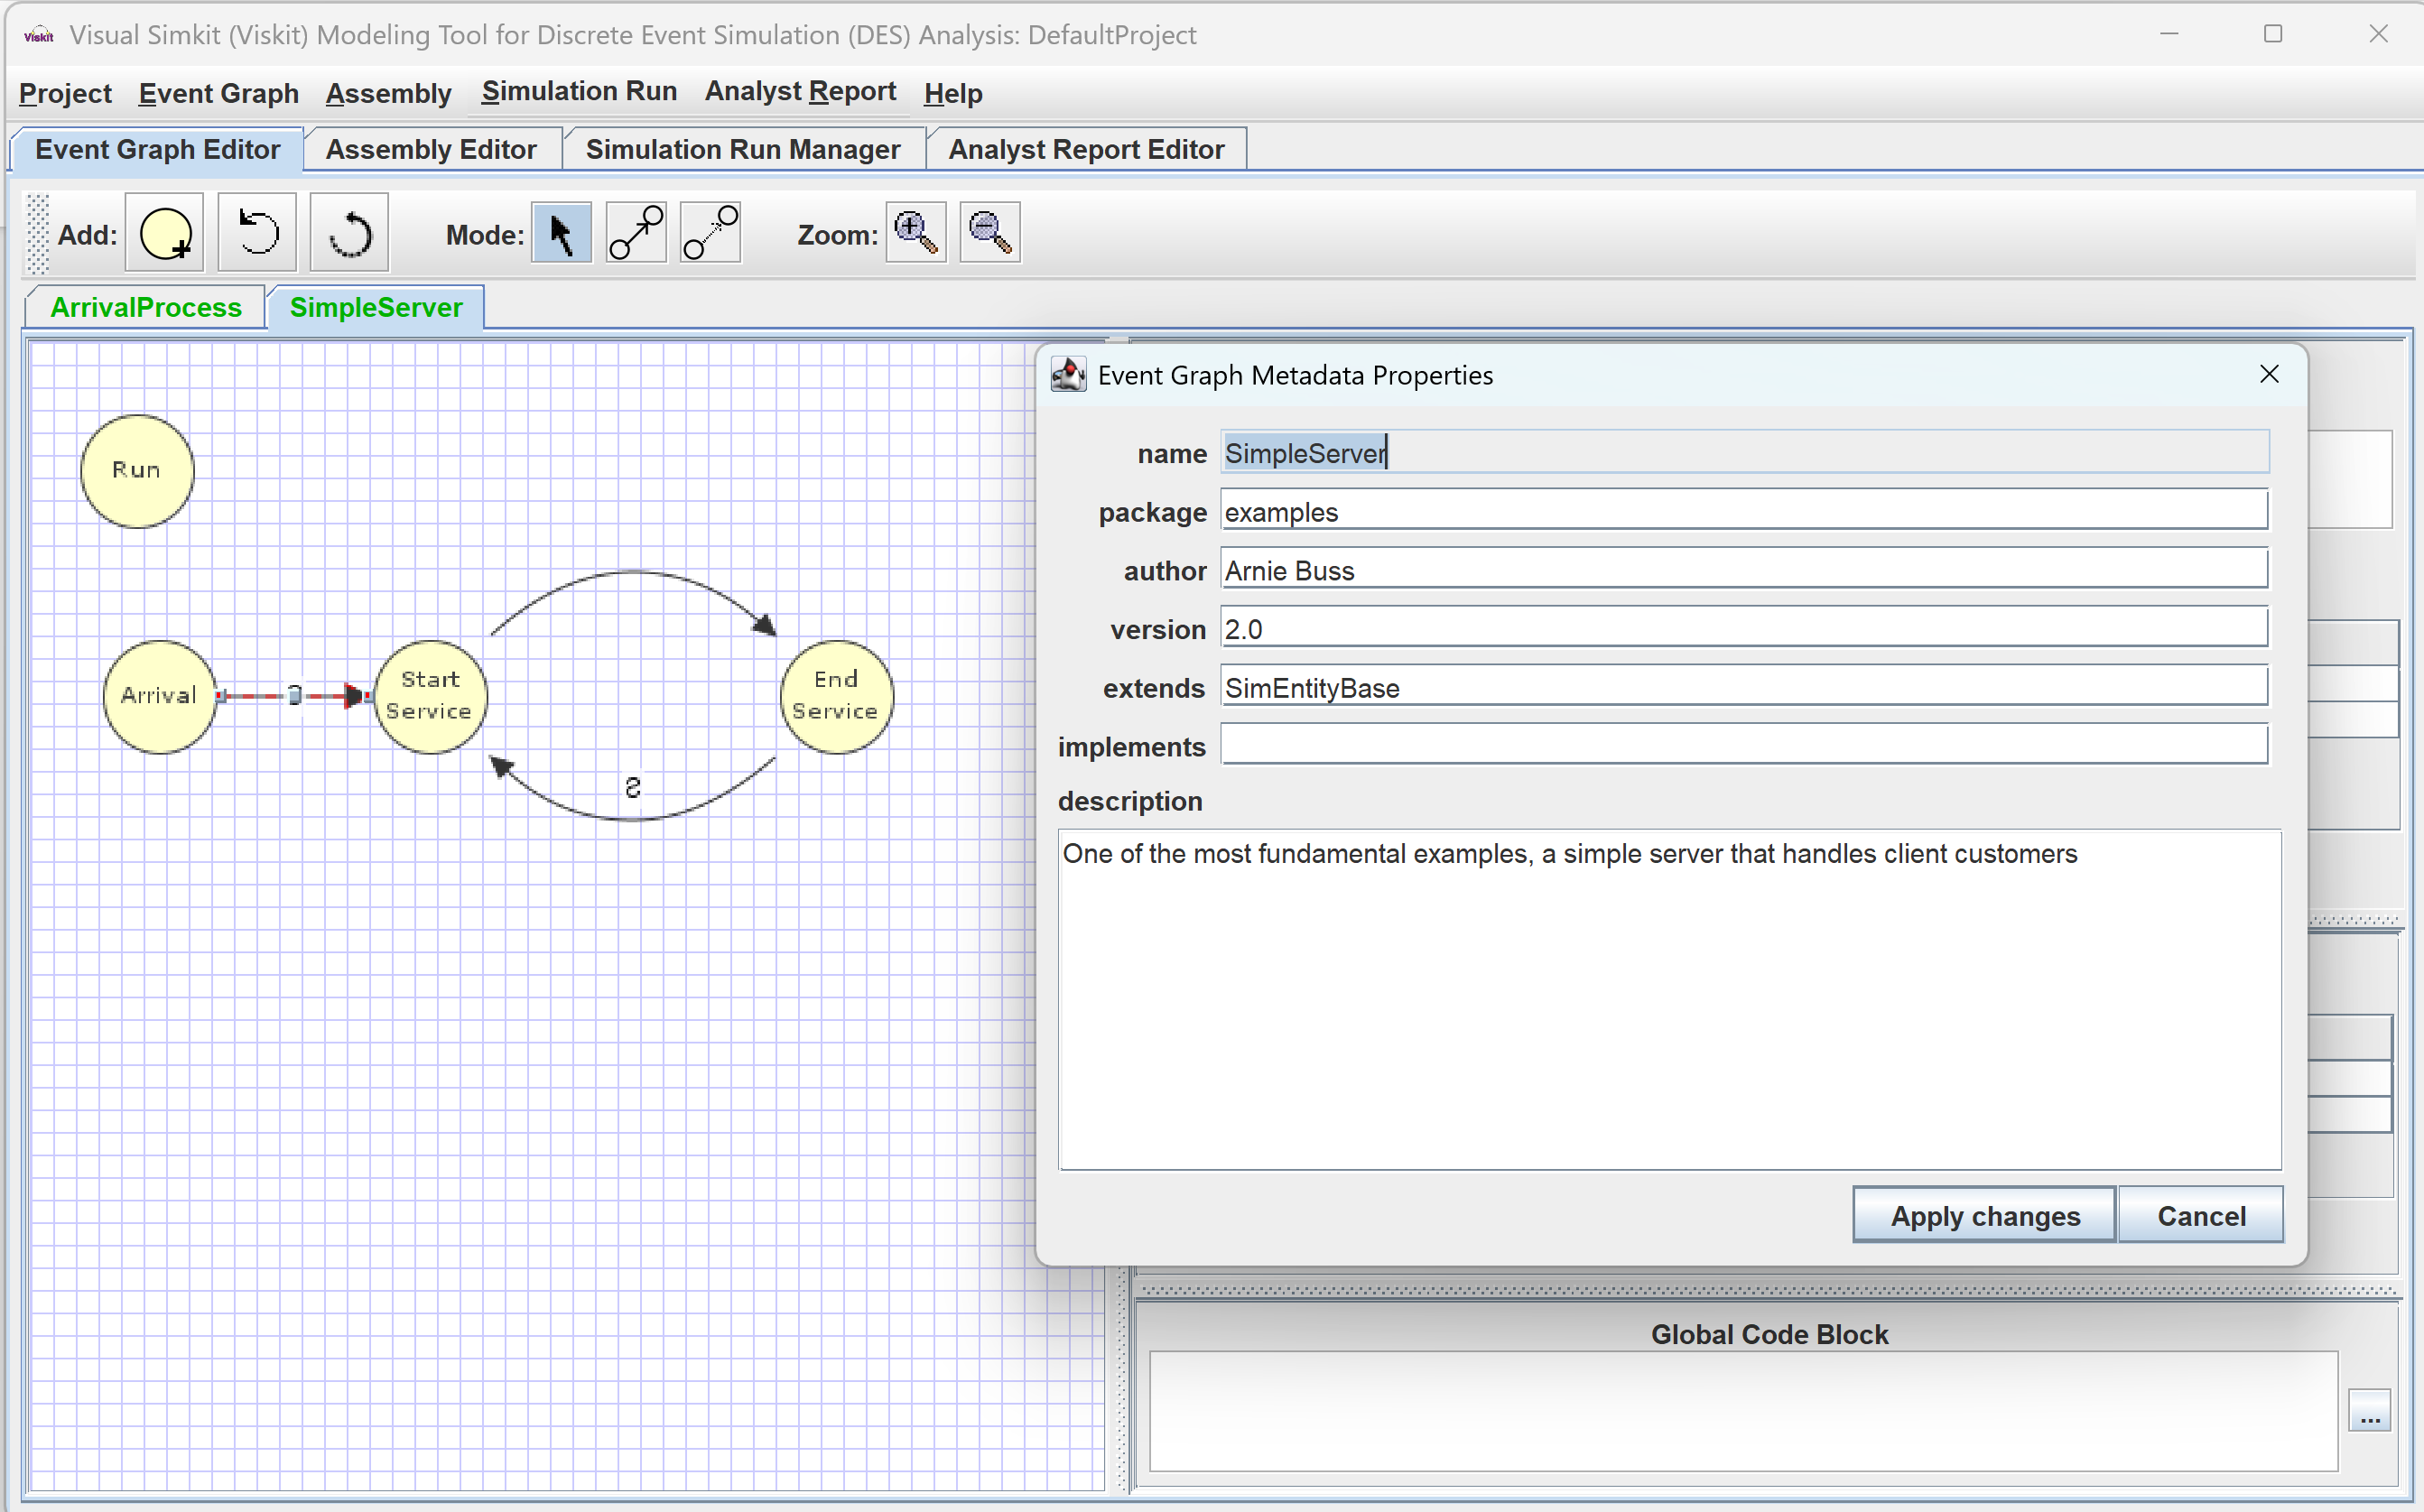 Viskit Visual Simkit (Viskit) Modeling Tool for Discrete Event Simulation (DES) Analysis: DefaultProject
Project Event Graph Assembly Simulation Run Analyst Report Help
Event Graph Editor Assembly Editor Simulation Run Manager Analyst Report Editor
Add: Mode: Zoom:
ArrivalProcess SimpleServer
Run
Arrival
Start
Service
End
Service
Event Graph Metadata Properties
name SimpleServer
package examples
author Arnie Buss
version 2.0
extends SimEntityBase
implements
description
One of the most fundamental examples, a simple server that handles client customers
Apply changes Cancel
Global Code Block
...